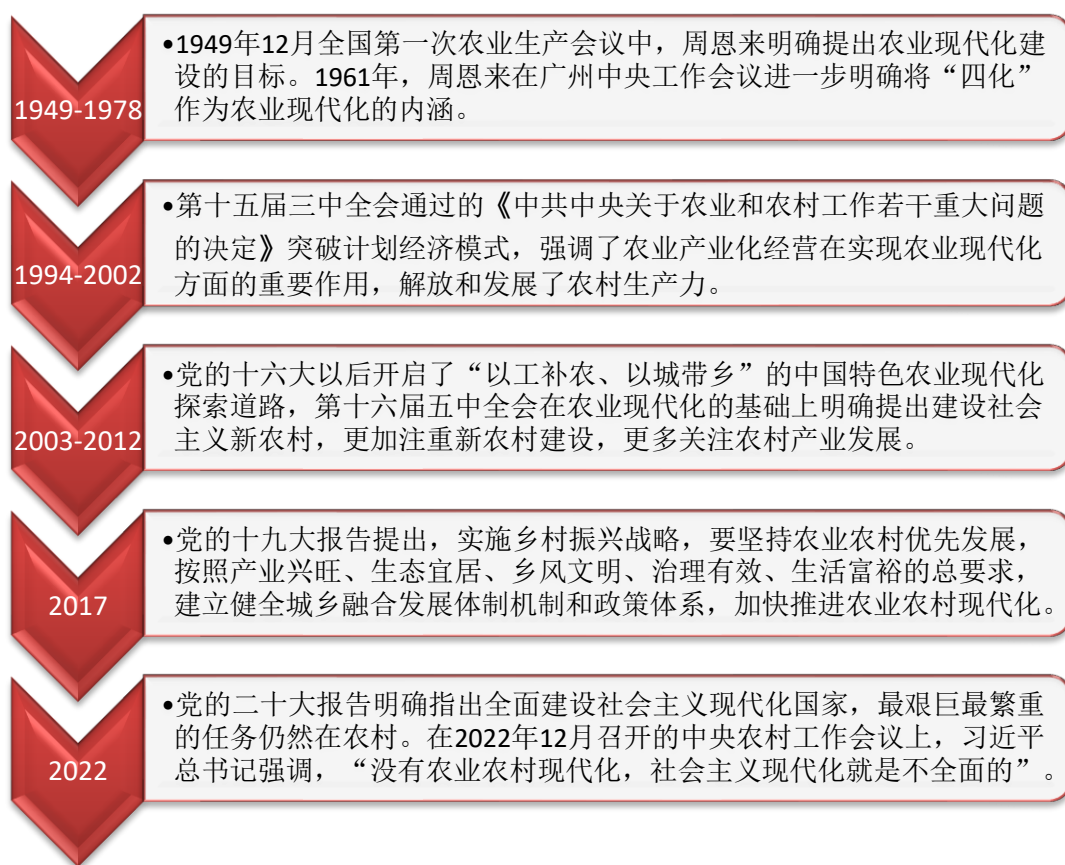 1949-1978
•1949年12月全国第一次农业生产会议中，周恩来明确提出农业现代化建
设的目标。1961年，周恩来在广州中央工作会议进一步明确将“四化”
作为农业现代化的内涵。
1994-2002
•第十五届三中全会通过的《中共中央关于农业和农村工作若干重大问题
的决定》突破计划经济模式，强调了农业产业化经营在实现农业现代化
方面的重要作用，解放和发展了农村生产力。
2003-2012
•党的十六大以后开启了“以工补农、以城带乡”的中国特色农业现代化
探索道路，第十六届五中全会在农业现代化的基础上明确提出建设社会
主义新农村，更加注重新农村建设，更多关注农村产业发展。
2017
•党的十九大报告提出，实施乡村振兴战略，要坚持农业农村优先发展，
按照产业兴旺、生态宜居、乡风文明、治理有效、生活富裕的总要求，
建立健全城乡融合发展体制机制和政策体系，加快推进农业农村现代化。
2022
•党的二十大报告明确指出全面建设社会主义现代化国家，最艰巨最繁重
的任务仍然在农村。在2022年12月召开的中央农村工作会议上，习近平
总书记强调，“没有农业农村现代化，社会主义现代化就是不全面的”。